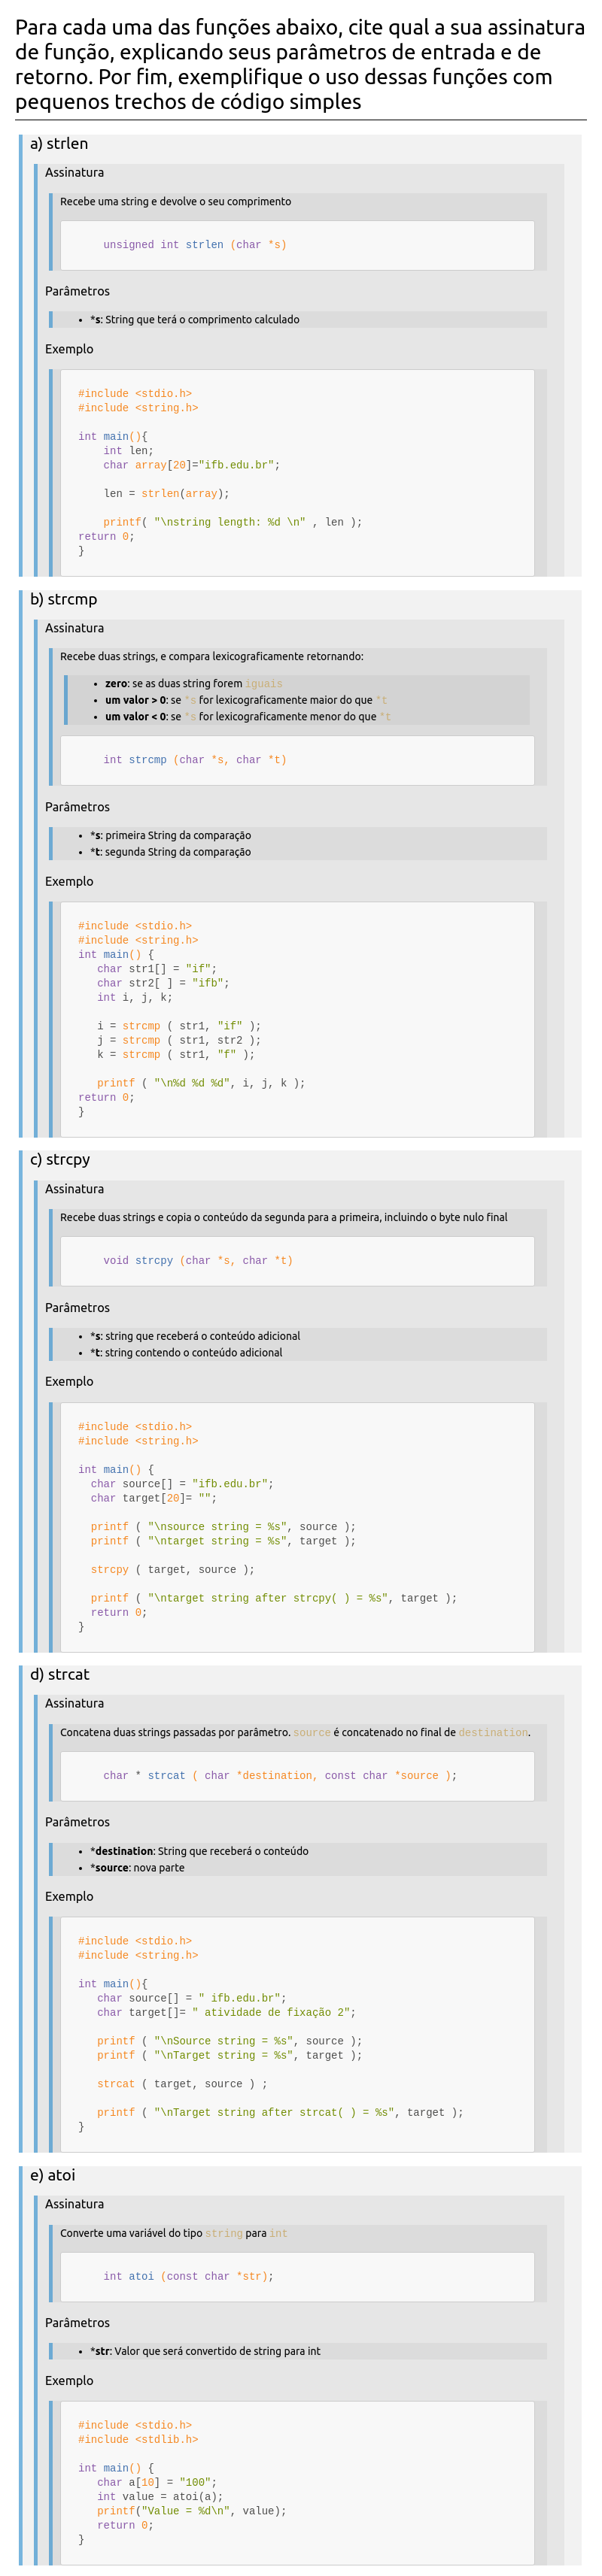 Para cada uma das funções abaixo, cite qual a sua assinatura
de função, explicando seus parâmetros de entrada e de
retorno. Por fim, exemplifique o uso dessas funções com
pequenos trechos de código simples
a) strlen
Assinatura
Recebe uma string e devolve o seu comprimento
unsigned int strlen (char *s)
Parâmetros
• *s: String que terá o comprimento calculado
Exemplo
#include <stdio.h>
#include <string.h>
int main(){
int len;
char array[20]="ifb.edu.br";
len = strlen(array);
printf( "\nstring length: %d \n" , len );
return 0;
}
b) strcmp
Assinatura
Recebe duas strings, e compara lexicograficamente retornando:
• zero: se as duas string forem iguais
• um valor > 0: se *s for lexicograficamente maior do que *t
• um valor < 0: se *s for lexicograficamente menor do que *t
int strcmp (char *s, char *t)
Parâmetros
• *s: primeira String da comparação
• *t: segunda String da comparação
Exemplo
#include <stdio.h>
#include <string.h>
int main() {
char str1[] = "if";
char str2[ ] = "ifb";
int i, j, k;
i = strcmp ( str1, "if" );
j = strcmp ( str1, str2 );
k = strcmp ( str1, "f" );
printf ( "\n%d %d %d", i, j, k );
return 0;
}
c) strcpy
Assinatura
Recebe duas strings e copia o conteúdo da segunda para a primeira, incluindo o byte nulo final
void strcpy (char *s, char *t)
Parâmetros
• *s: string que receberá o conteúdo adicional
• *t: string contendo o conteúdo adicional
Exemplo
#include <stdio.h>
#include <string.h>
int main() {
char source[] = "ifb.edu.br";
char target[20]= "";
printf ( "\nsource string = %s", source );
printf ( "\ntarget string = %s", target );
strcpy ( target, source );
printf ( "\ntarget string after strcpy( ) = %s", target );
return 0;
}
d) strcat
Assinatura
Concatena duas strings passadas por parâmetro. source é concatenado no final de destination.
char * strcat ( char *destination, const char *source );
Parâmetros
• *destination: String que receberá o conteúdo
• *source: nova parte
Exemplo
#include <stdio.h>
#include <string.h>
int main(){
char source[] = " ifb.edu.br";
char target[]= " atividade de fixação 2";
printf ( "\nSource string = %s", source );
printf ( "\nTarget string = %s", target );
strcat ( target, source ) ;
printf ( "\nTarget string after strcat( ) = %s", target );
}
e) atoi
Assinatura
Converte uma variável do tipo string para int
int atoi (const char *str);
Parâmetros
• *str: Valor que será convertido de string para int
Exemplo
#include <stdio.h>
#include <stdlib.h>
int main() {
char a[10] = "100";
int value = atoi(a);
printf("Value = %d\n", value);
return 0;
}